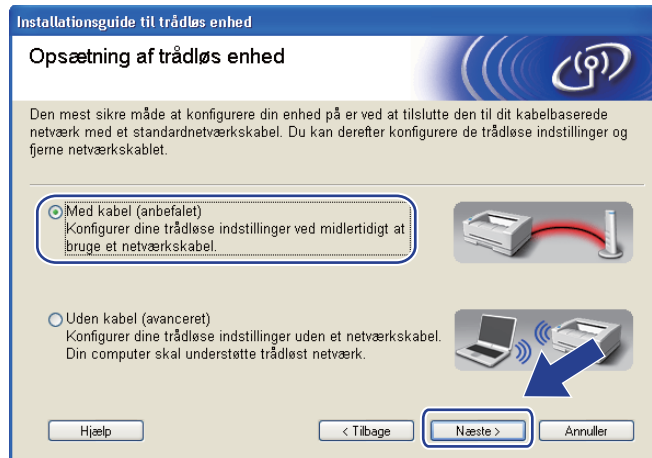 Installationsguide til trådløs enhed
Opsætning af trådløs enhed
Den mest sikre måde at konfigurere din enhed på er ved at tilslutte den til dit kabelbaserede
netværk med et standardnetværkskabel. Du kan derefter konfigurere de trådløse indstillinger og
fjerne netværkskablet.
Med kabel (anbefalet)
Konfigurer dine trådløse indstillinger ved midlertidigt at
bruge et netværkskabel.
Uden kabel (avanceret)
Konfigurer dine trådløse indstillinger uden et netværkskabel.
Din computer skal understøtte trådløst netværk.
Hjælp
< Tilbage
Næste >
Annuller